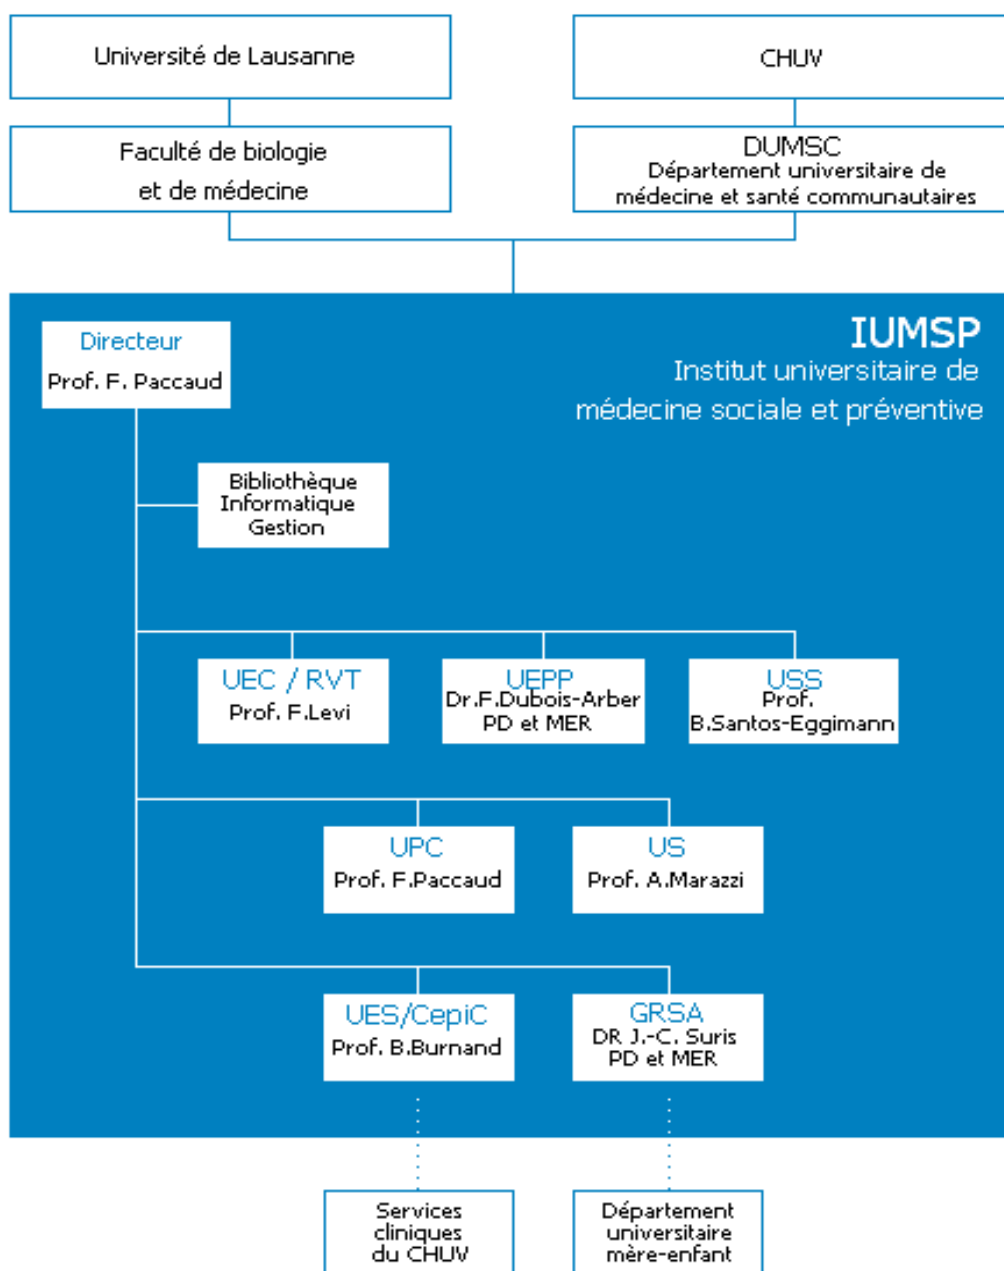 Université de Lausanne
CHUV
Faculté de biologie
et de médecine
DUMSC
Département universitaire de
médecine et santé communautaires
IUMSP
Institut universitaire de
médecine sociale et préventive
Directeur
Prof. F. Paccaud
Bibliothèque
Informatique
Gestion
UEC / RVT
Prof. F.Levi
UEPP
Dr.F.Dubois-Arber
PD et MER
USS
Prof.
B.Santos-Eggimann
UPC
Prof. F.Paccaud
US
Prof. A.Marazzi
UES/CepiC
Prof. B.Burnand
GRSA
DR J.-C. Suris
PD et MER
Services
cliniques
du CHUV
Département
universitaire
mère-enfant